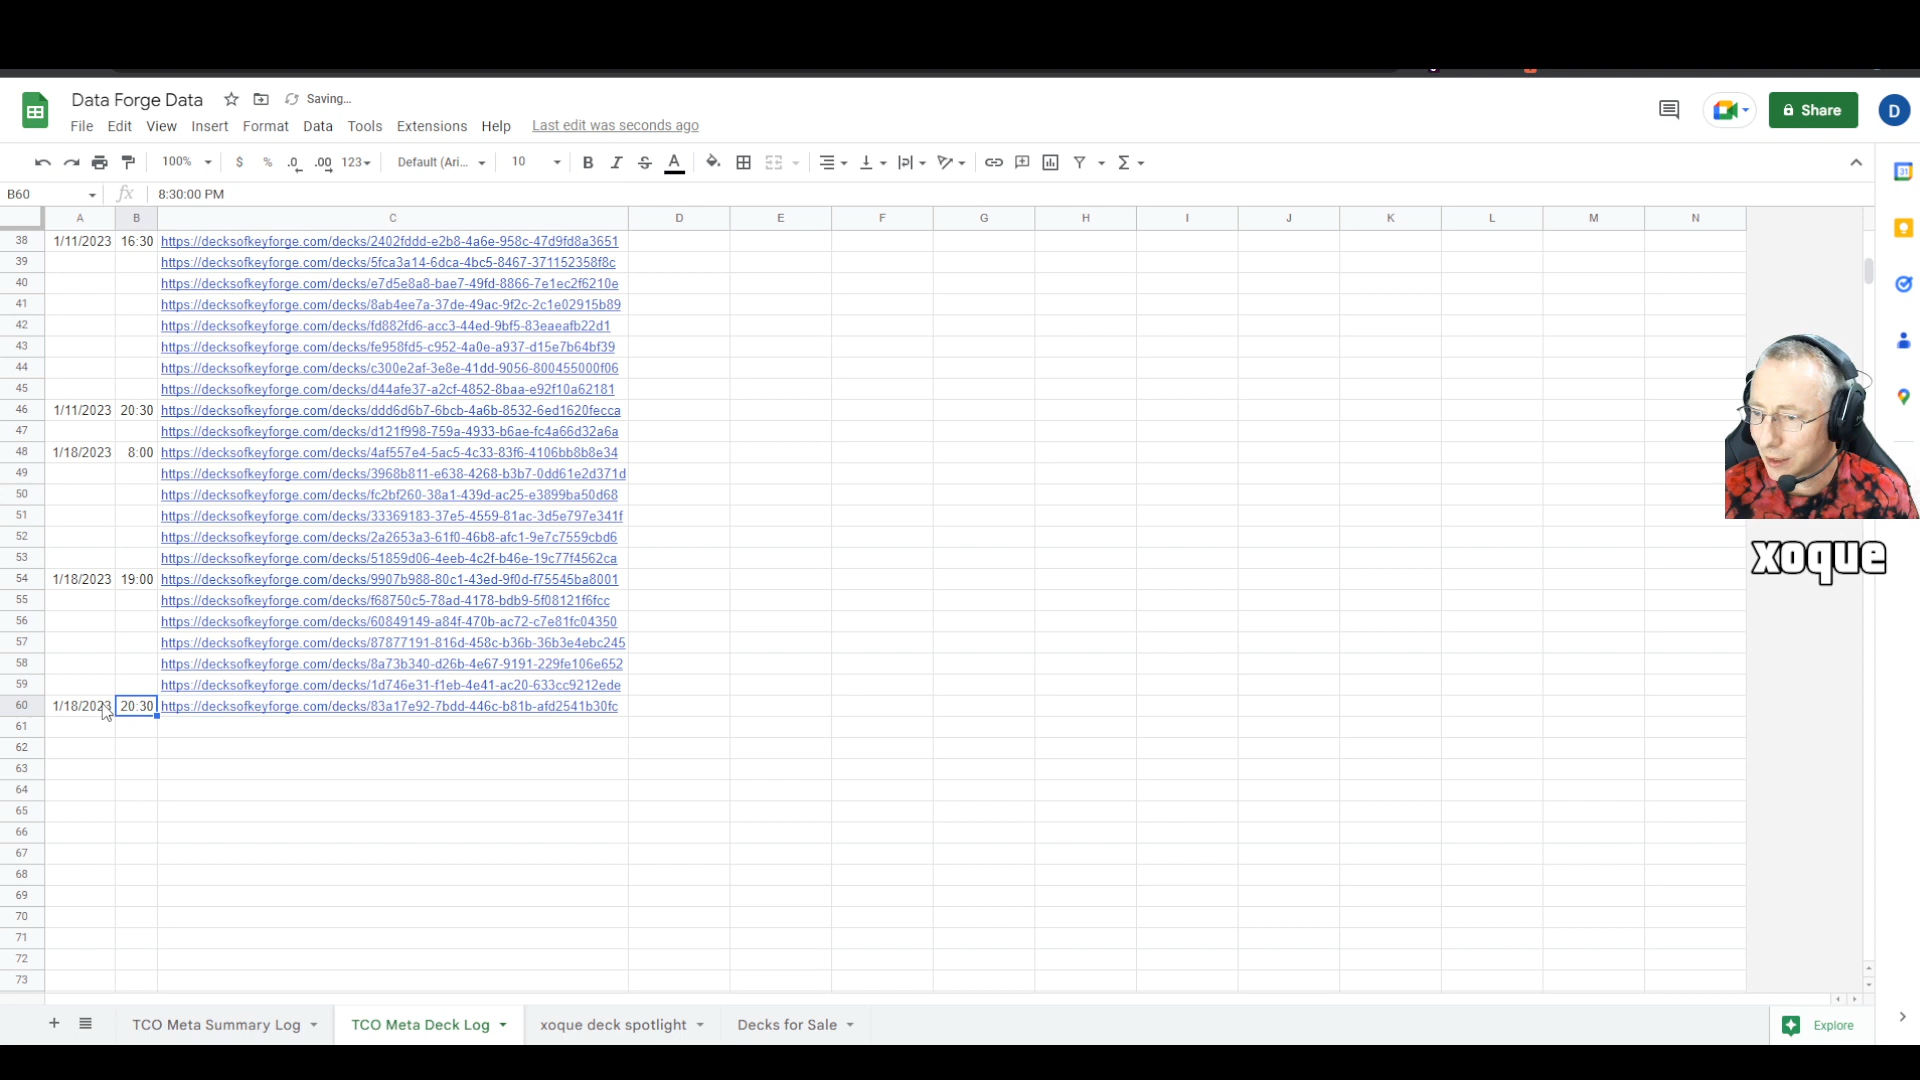 Data Forge Data Saving...
File Edit View Insert Format Data Tools Extensions Help Last edit was seconds ago
Share
D
100% $ % .0 .00 123 Default (Ari... 10 B I S A
B60 fx 8:30:00 PM
A B C D E F G H I J K L M N
38 1/11/2023 16:30 https://decksofkeyforge.com/decks/2402fddd-e2b8-4a6e-958c-47d9fd8a3651
39 https://decksofkeyforge.com/decks/5fca3a14-6dca-4bc5-8467-371152358f8c
40 https://decksofkeyforge.com/decks/e7d5e8a8-bae7-49fd-8866-7e1ec2f6210e
41 https://decksofkeyforge.com/decks/8ab4ee7a-37de-49ac-9f2c-2c1e02915b89
42 https://decksofkeyforge.com/decks/fd882fd6-acc3-44ed-9bf5-83eaeafb22d1
43 https://decksofkeyforge.com/decks/fe958fd5-c952-4a0e-a937-d15e7b64bf39
44 https://decksofkeyforge.com/decks/c300e2af-3e8e-41dd-9056-800455000f06
45 https://decksofkeyforge.com/decks/d44afe37-a2cf-4852-8baa-e92f10a62181
46 1/11/2023 20:30 https://decksofkeyforge.com/decks/ddd6d6b7-6bcb-4a6b-8532-6ed1620fecca
47 https://decksofkeyforge.com/decks/d121f998-759a-4933-b6ae-fc4a66d32a6a
48 1/18/2023 8:00 https://decksofkeyforge.com/decks/4af557e4-5ac5-4c33-83f6-4106bb8b8e34
49 https://decksofkeyforge.com/decks/3968b811-e638-4268-b3b7-0dd61e2d371d
50 https://decksofkeyforge.com/decks/fc2bf260-38a1-439d-ac25-e3899ba50d68
51 https://decksofkeyforge.com/decks/33369183-37e5-4559-81ac-3d5e797e341f
52 https://decksofkeyforge.com/decks/2a2653a3-61f0-46b8-afc1-9e7c7559cbd6
53 https://decksofkeyforge.com/decks/51859d06-4eeb-4c2f-b46e-19c77f4562ca
54 1/18/2023 19:00 https://decksofkeyforge.com/decks/9907b988-80c1-43ed-9f0d-f75545ba8001
55 https://decksofkeyforge.com/decks/f68750c5-78ad-4178-bdb9-5f08121f6fcc
56 https://decksofkeyforge.com/decks/60849149-a84f-470b-ac72-c7e81fc04350
57 https://decksofkeyforge.com/decks/87877191-816d-458c-b36b-36b3e4ebc245
58 https://decksofkeyforge.com/decks/8a73b340-d26b-4e67-9191-229fe106e652
59 https://decksofkeyforge.com/decks/1d746e31-f1eb-4e41-ac20-633cc9212ede
60 1/18/2023 20:30 https://decksofkeyforge.com/decks/83a17e92-7bdd-446c-b81b-afd2541b30fc
61
62
63
64
65
66
67
68
69
70
71
72
73
31
xoque
TCO Meta Summary Log TCO Meta Deck Log xoque deck spotlight Decks for Sale Explore